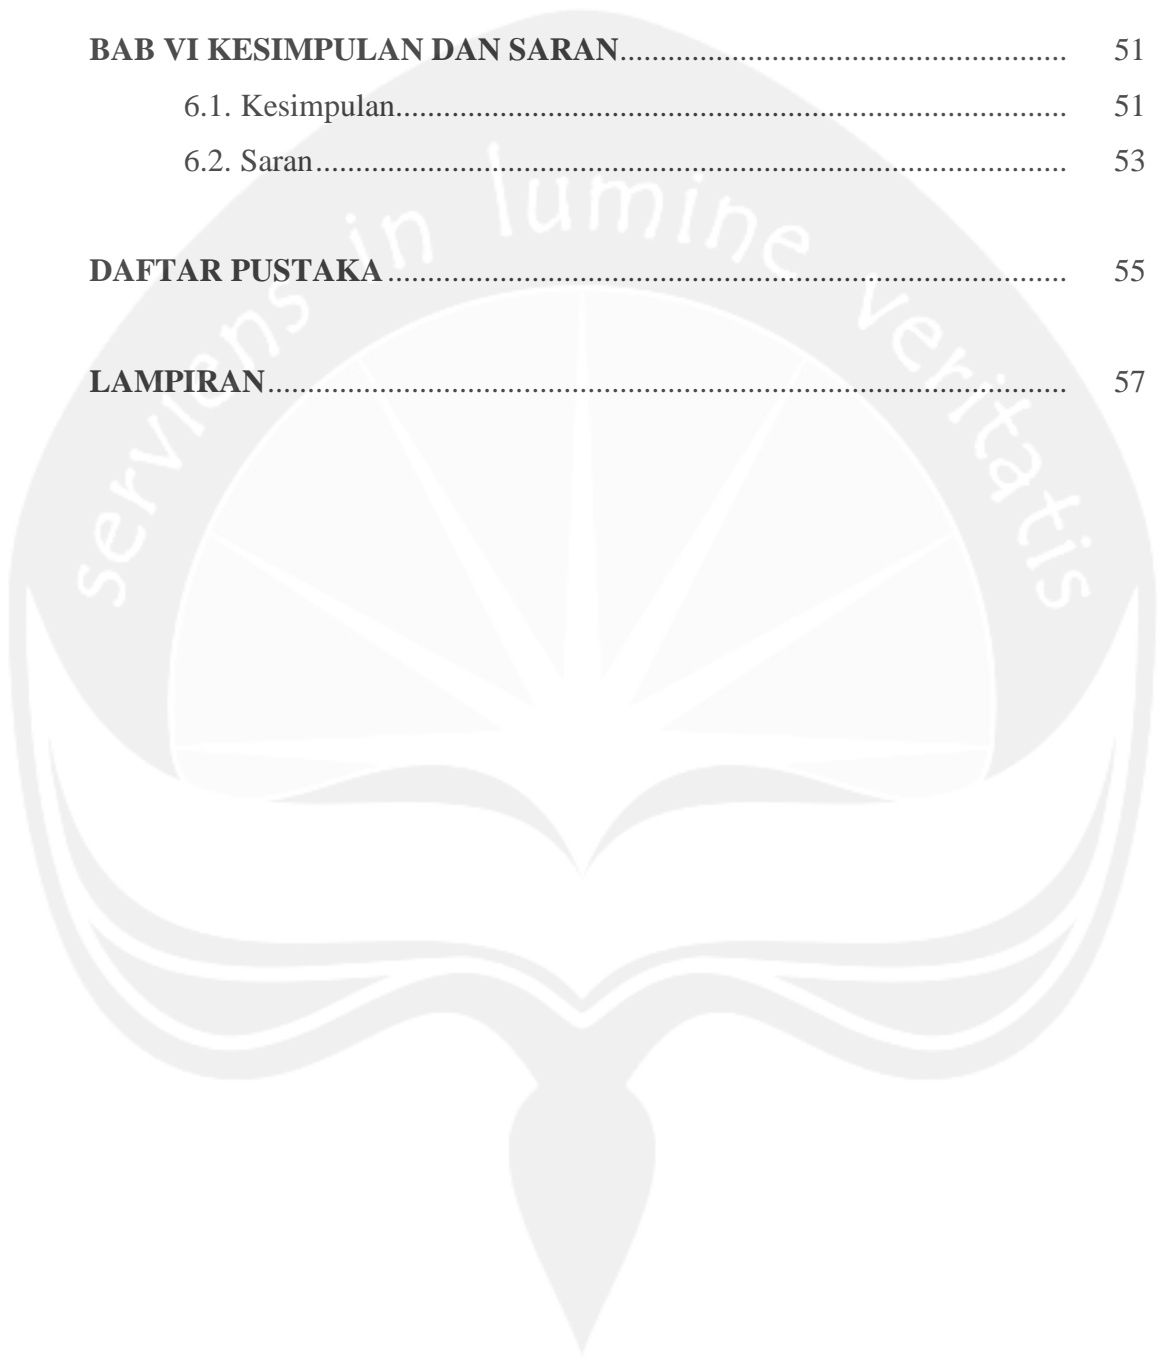 BAB VI KESIMPULAN DAN SARAN........................................................ 51
6.1. Kesimpulan.................................................................................... 51
6.2. Saran.............................................................................................. 53
DAFTAR PUSTAKA..................................................................................... 55
LAMPIRAN.................................................................................................... 57
serviens in lumine veritatis